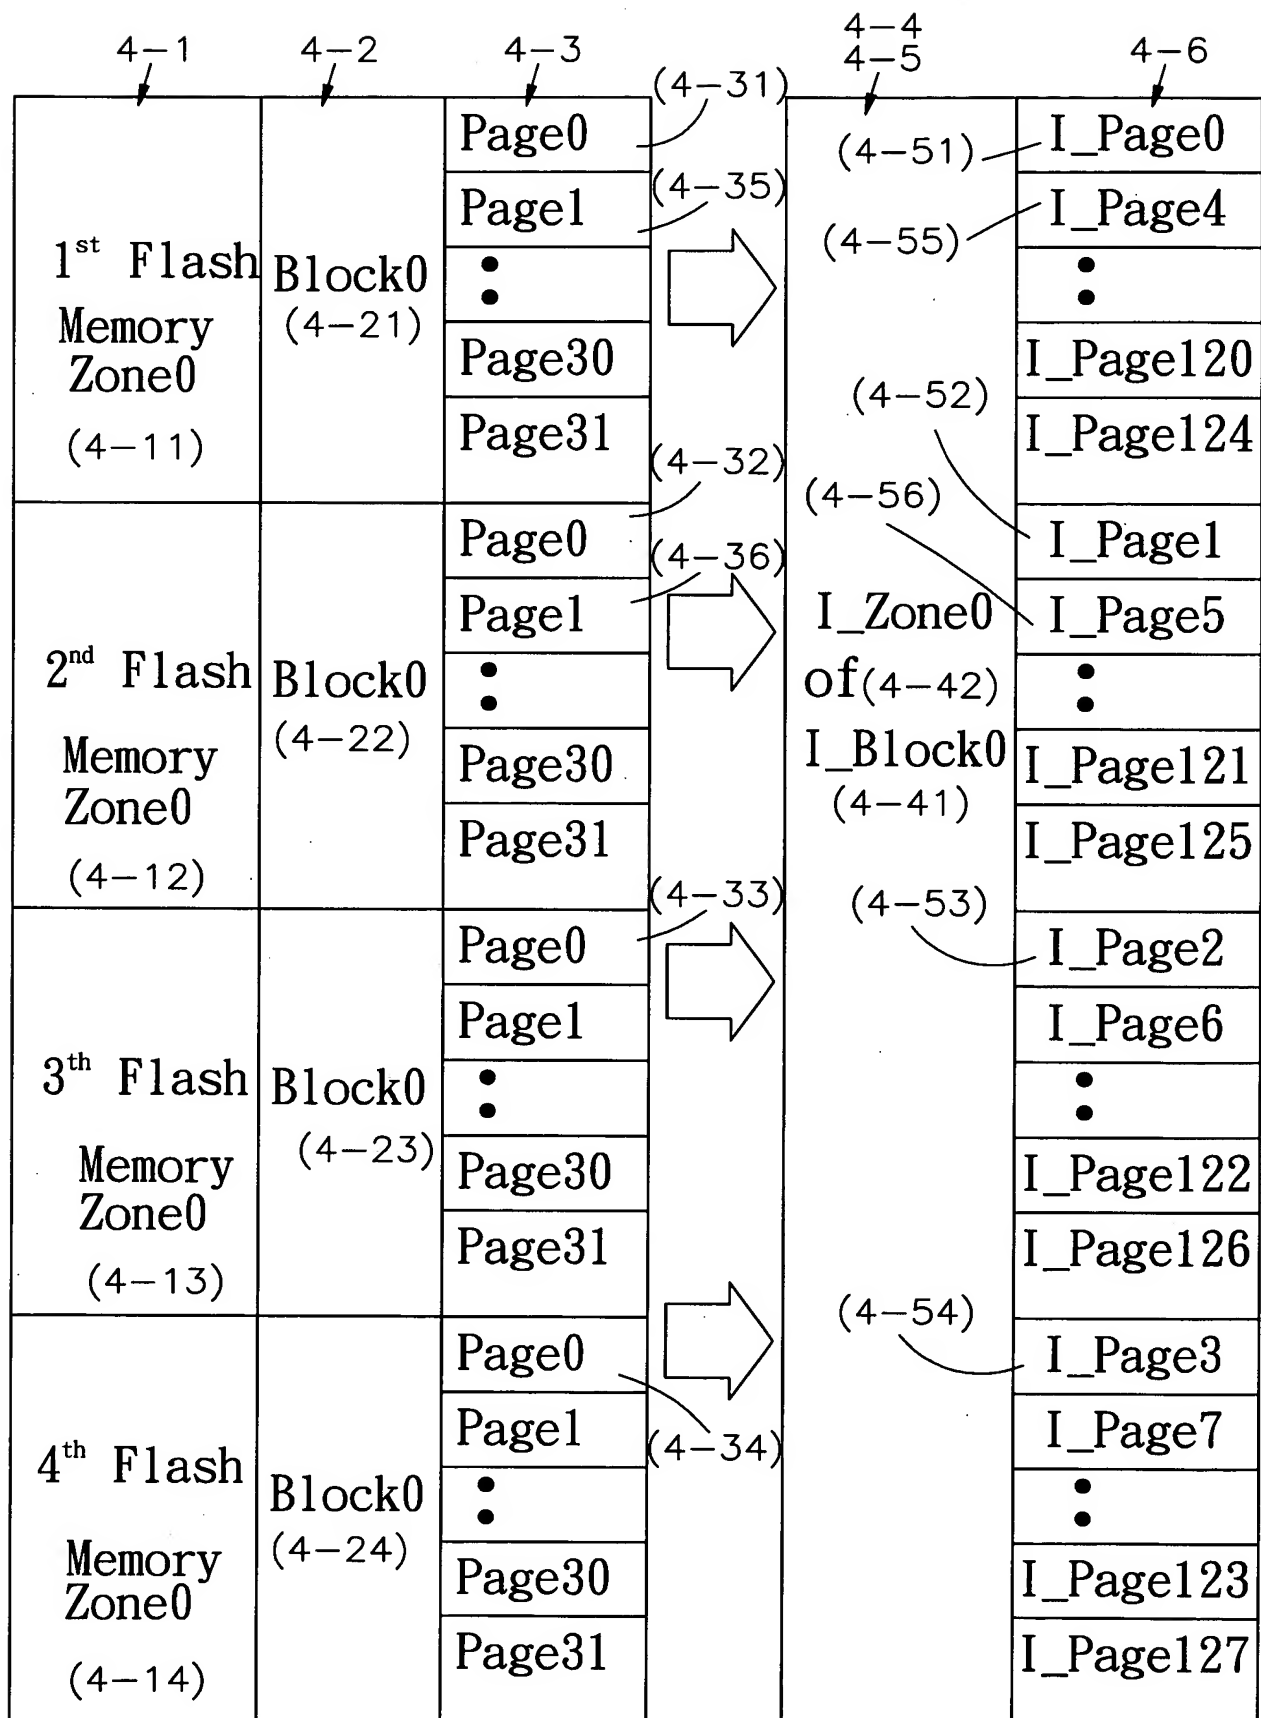 4-1
4-2
4-3
4-4
4-5
4-6
1st Flash
Memory
Zone0
(4-11)
Block0
(4-21)
Page0
(4-31)
Page1
(4-35)
Page30
Page31
(4-51)
I_Page0
(4-55)
I_Page4
I_Page120
(4-52)
I_Page124
2nd Flash
Memory
Zone0
(4-12)
Block0
(4-22)
(4-32)
Page0
(4-36)
Page1
Page30
Page31
(4-56)
I_Page1
I_Page5
I_Zone0
of(4-42)
I_Block0
(4-41)
I_Page121
I_Page125
3th Flash
Memory
Zone0
(4-13)
Block0
(4-23)
(4-33)
Page0
Page1
Page30
Page31
(4-53)
I_Page2
I_Page6
I_Page122
I_Page126
4th Flash
Memory
Zone0
(4-14)
Block0
(4-24)
Page0
Page1
(4-34)
Page30
Page31
(4-54)
I_Page3
I_Page7
I_Page123
I_Page127